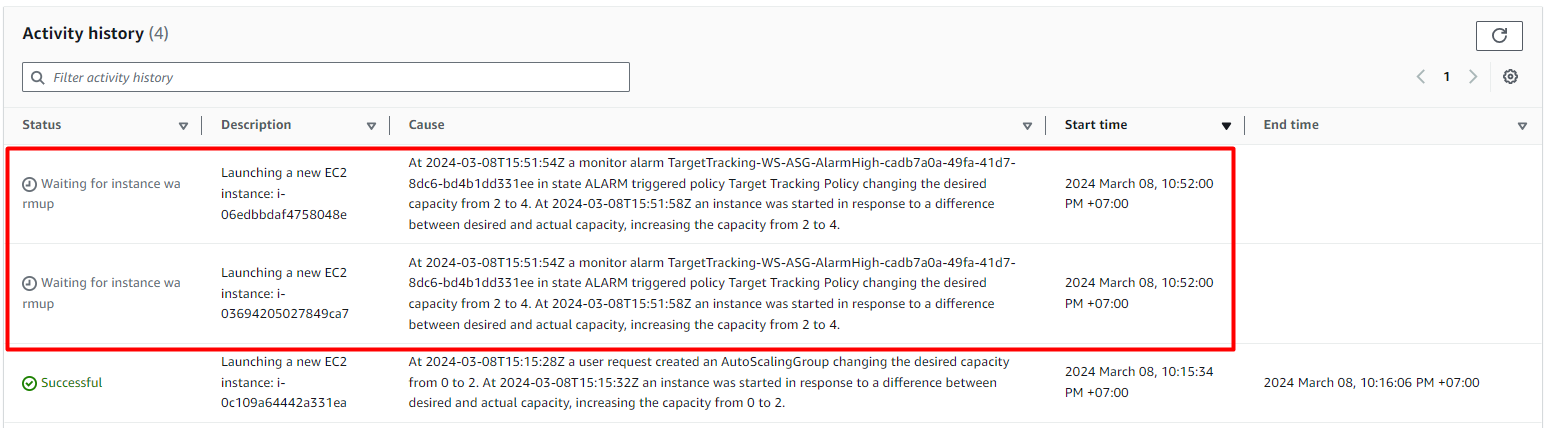 Activity history (4)
Filter activity history
1
Status Description Cause Start time End time
Waiting for instance wa
rmup
Launching a new EC2
instance: i-
06edbbdaf4758048e
At 2024-03-08T15:51:54Z a monitor alarm TargetTracking-WS-ASG-AlarmHigh-cadb7a0a-49fa-41d7-
8dc6-bd4b1dd331ee in state ALARM triggered policy Target Tracking Policy changing the desired
capacity from 2 to 4. At 2024-03-08T15:51:58Z an instance was started in response to a difference
between desired and actual capacity, increasing the capacity from 2 to 4.
2024 March 08, 10:52:00
PM +07:00
Waiting for instance wa
rmup
Launching a new EC2
instance: i-
03694205027849ca7
At 2024-03-08T15:51:54Z a monitor alarm TargetTracking-WS-ASG-AlarmHigh-cadb7a0a-49fa-41d7-
8dc6-bd4b1dd331ee in state ALARM triggered policy Target Tracking Policy changing the desired
capacity from 2 to 4. At 2024-03-08T15:51:58Z an instance was started in response to a difference
between desired and actual capacity, increasing the capacity from 2 to 4.
2024 March 08, 10:52:00
PM +07:00
Successful
Launching a new EC2
instance: i-
0c109a64442a331ea
At 2024-03-08T15:15:28Z a user request created an AutoScalingGroup changing the desired capacity
from 0 to 2. At 2024-03-08T15:15:32Z an instance was started in response to a difference between
desired and actual capacity, increasing the capacity from 0 to 2.
2024 March 08, 10:15:34
PM +07:00
2024 March 08, 10:16:06 PM +07:00